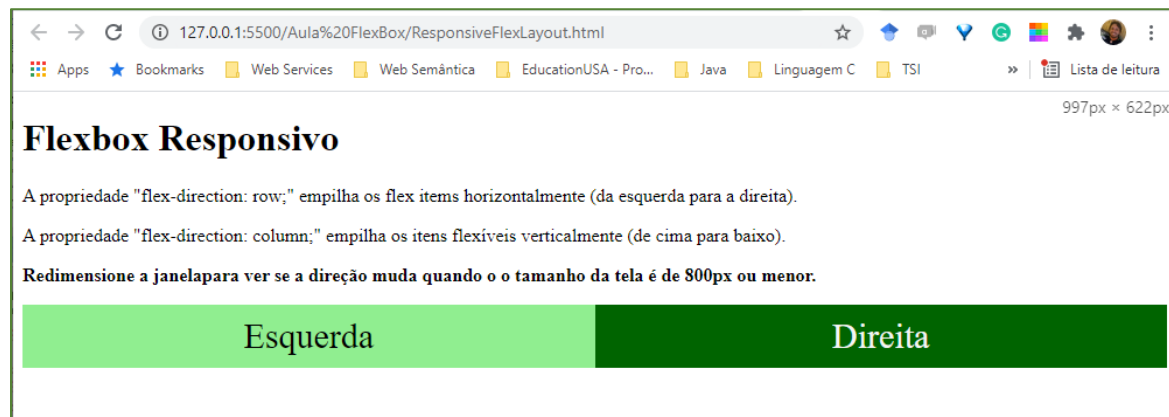 127.0.0.1:5500/Aula%20FlexBox/ResponsiveFlexLayout.html
Apps Bookmarks Web Services Web Semântica EducationUSA - Pro... Java Linguagem C TSI » Lista de leitura
997px × 622px
Flexbox Responsivo
A propriedade "flex-direction: row;" empilha os flex items horizontalmente (da esquerda para a direita).
A propriedade "flex-direction: column;" empilha os itens flexíveis verticalmente (de cima para baixo).
Redimensione a janelapara ver se a direção muda quando o o tamanho da tela é de 800px ou menor.
Esquerda Direita